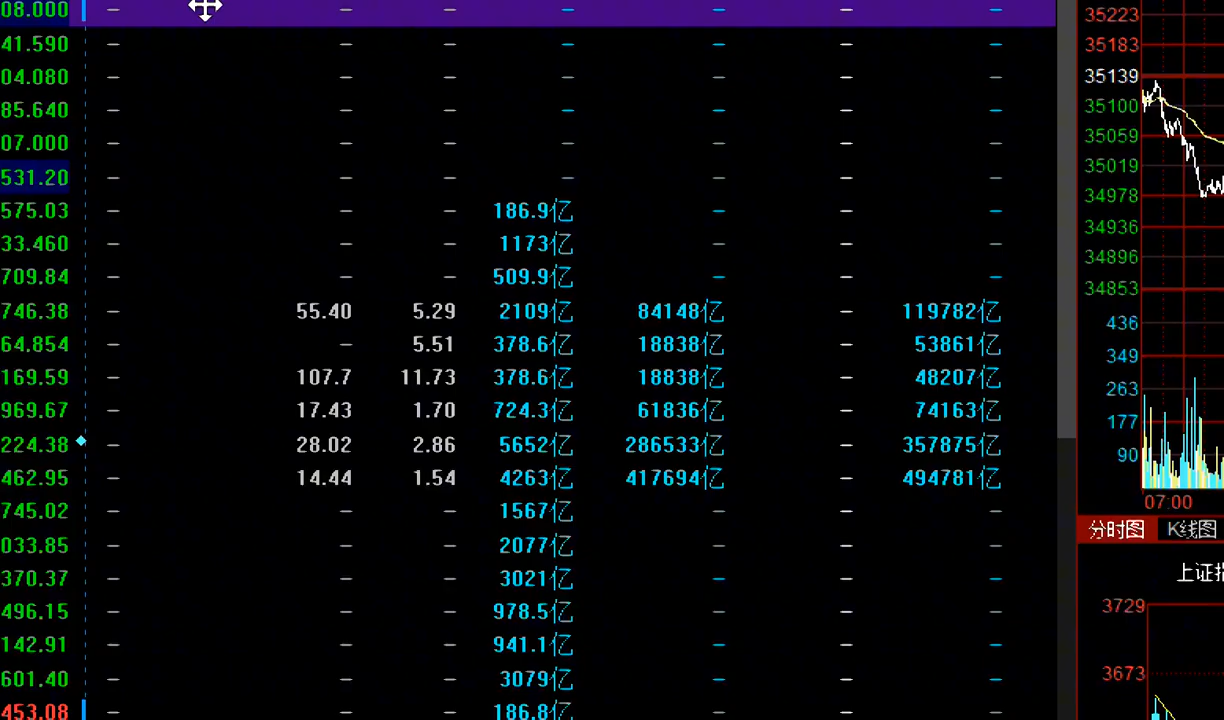 08.000 — — — — — — —
41.590 — — — — — — —
04.080 — — — — — — —
85.640 — — — — — — —
07.000 — — — — — — —
531.20 — — — — — — —
575.03 — — — 186.9亿 — — —
33.460 — — — 1173亿 — — —
709.84 — — — 509.9亿 — — —
746.38 — 55.40 5.29 2109亿 84148亿 — 119782亿
64.854 — — 5.51 378.6亿 18838亿 — 53861亿
169.59 — 107.7 11.73 378.6亿 18838亿 — 48207亿
969.67 — 17.43 1.70 724.3亿 61836亿 — 74163亿
224.38 — 28.02 2.86 5652亿 286533亿 — 357875亿
462.95 — 14.44 1.54 4263亿 417694亿 — 494781亿
745.02 — — — 1567亿 — — —
033.85 — — — 2077亿 — — —
370.37 — — — 3021亿 — — —
496.15 — — — 978.5亿 — — —
142.91 — — — 941.1亿 — — —
601.40 — — — 3079亿 — — —
453.08 — — — 186.8亿 — — —
35223
35183
35139
35100
35059
35019
34978
34936
34896
34853
436
349
263
177
90
07:00
分时图 K线图
上证指
3729
3673